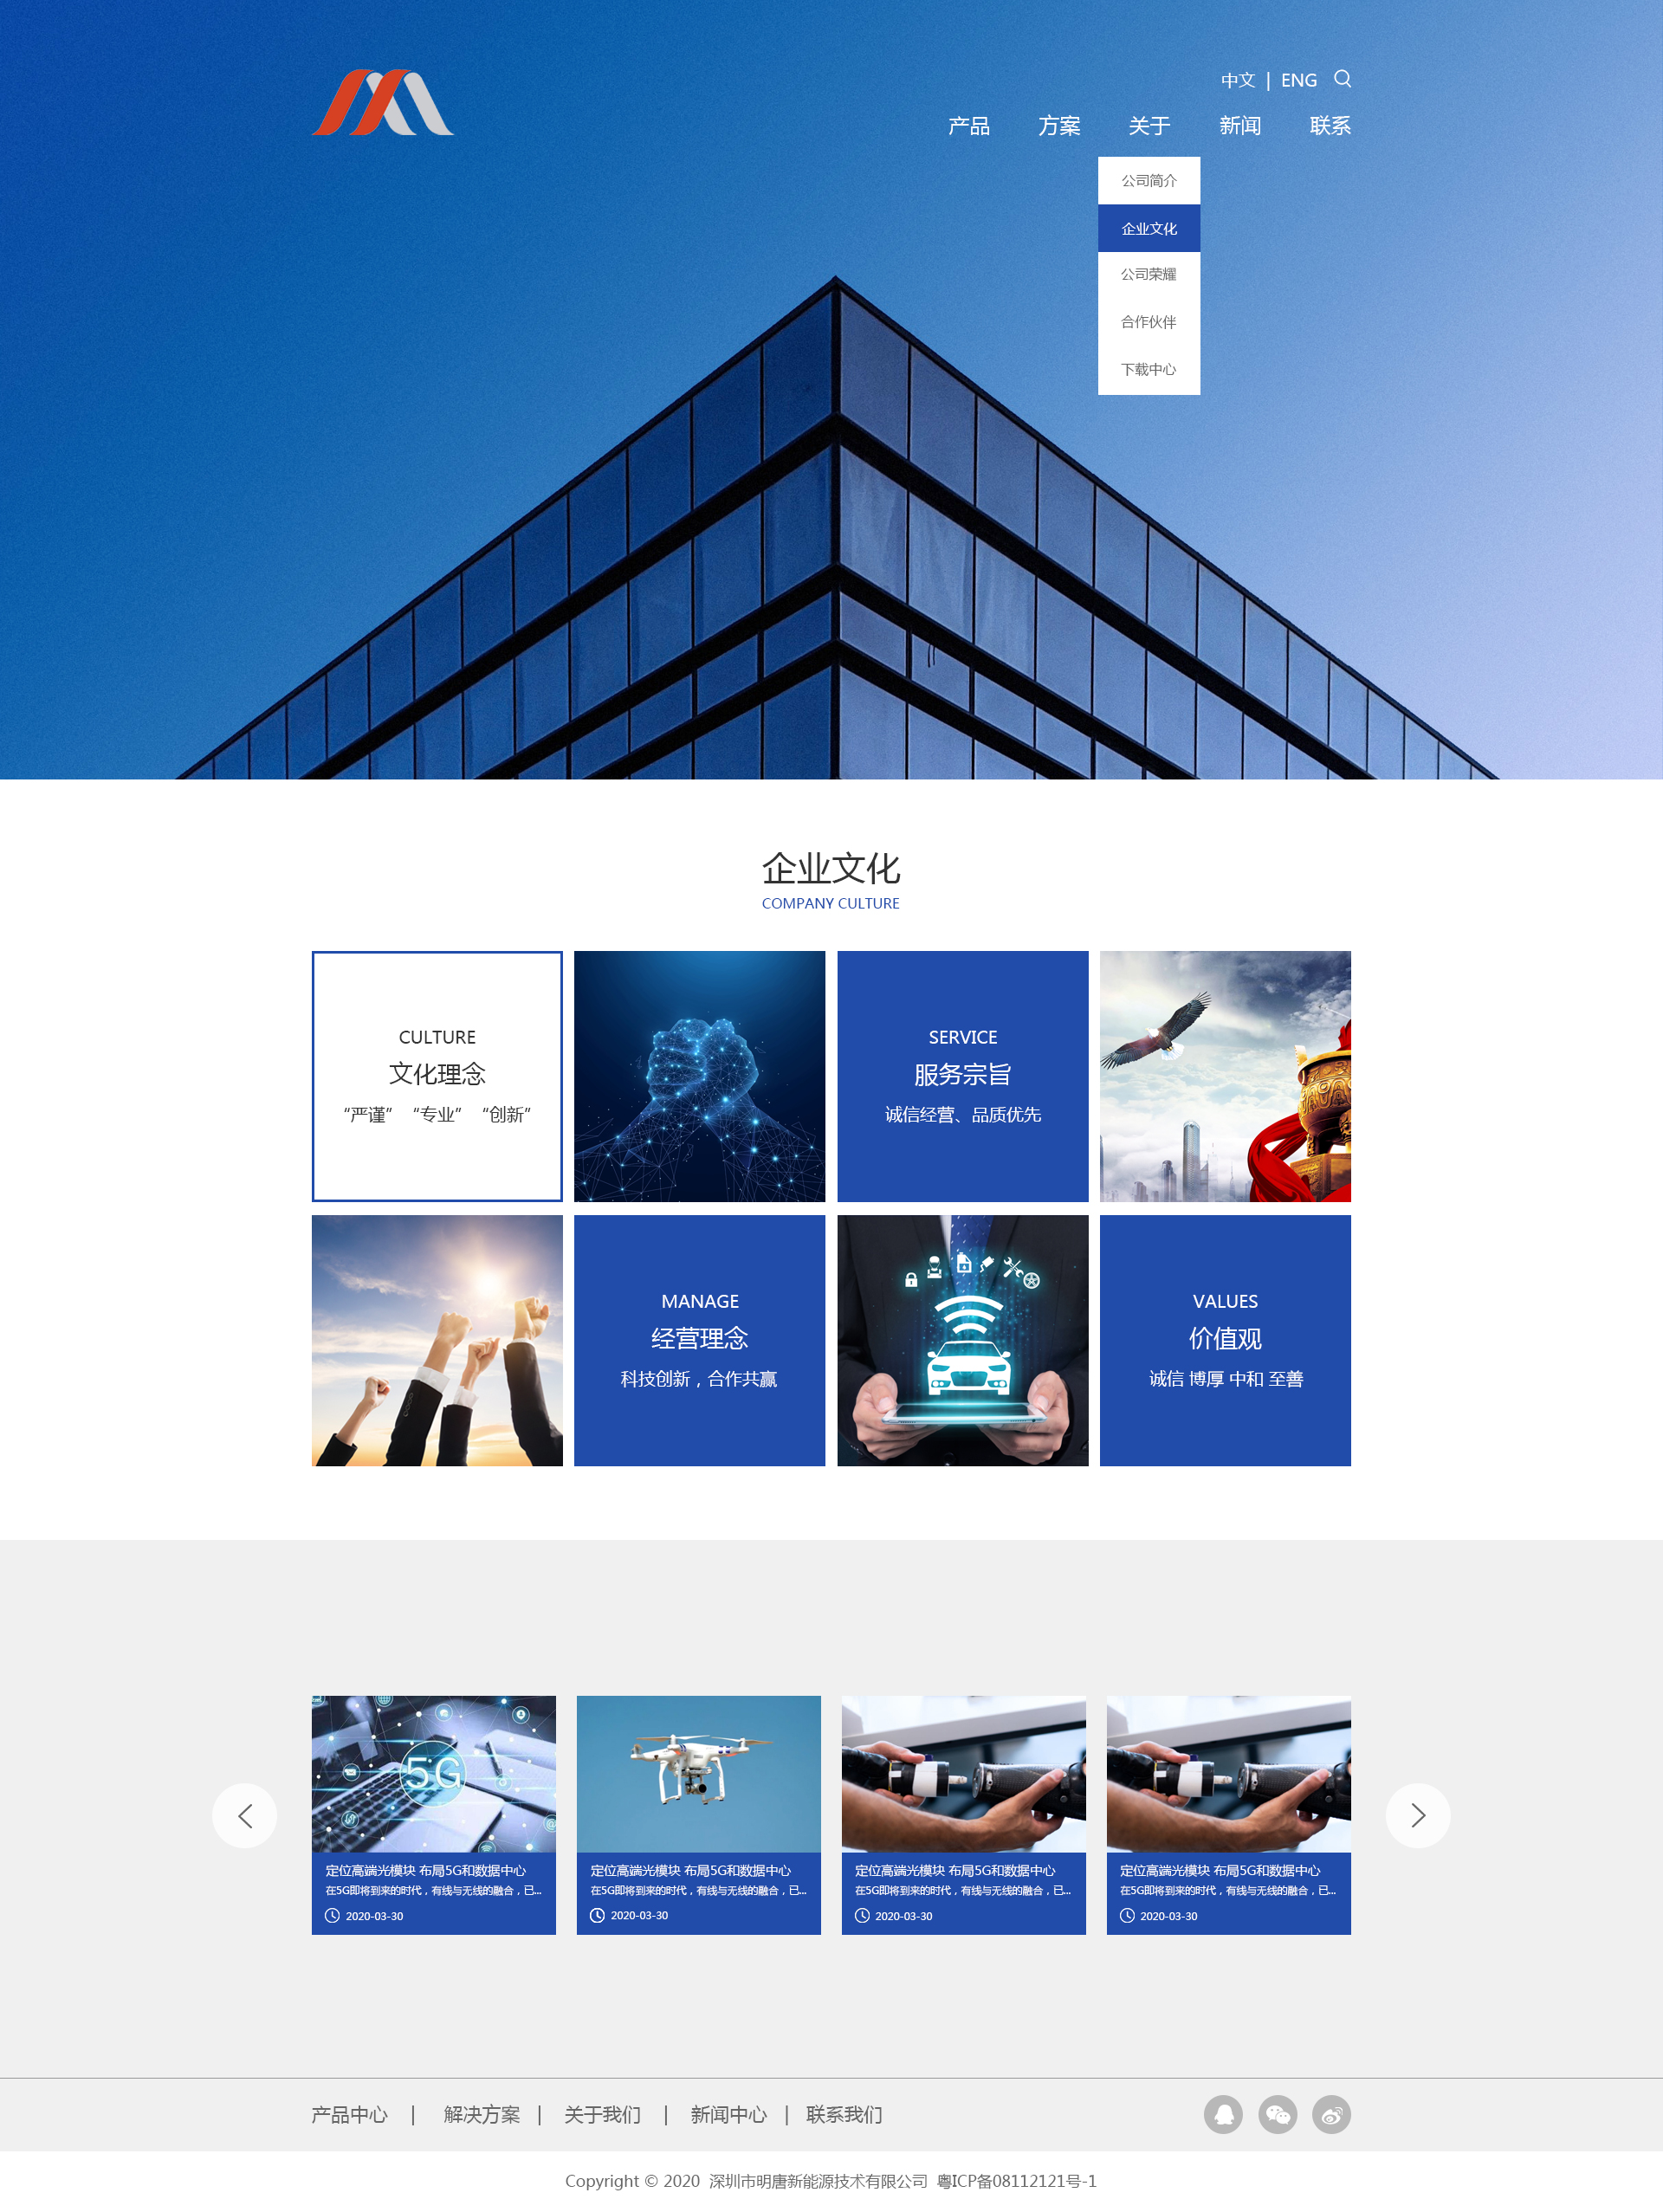 中文 | ENG
产品 方案 关于 新闻 联系
公司简介
企业文化
公司荣耀
合作伙伴
下载中心
企业文化
COMPANY CULTURE
CULTURE
文化理念
“严谨” “专业” “创新”
SERVICE
服务宗旨
诚信经营、品质优先
MANAGE
经营理念
科技创新，合作共赢
VALUES
价值观
诚信 博厚 中和 至善
5G
定位高端光模块 布局5G和数据中心
在5G即将到来的时代，有线与无线的融合，已...
2020-03-30
定位高端光模块 布局5G和数据中心
在5G即将到来的时代，有线与无线的融合，已...
2020-03-30
定位高端光模块 布局5G和数据中心
在5G即将到来的时代，有线与无线的融合，已...
2020-03-30
定位高端光模块 布局5G和数据中心
在5G即将到来的时代，有线与无线的融合，已...
2020-03-30
产品中心 | 解决方案 | 关于我们 | 新闻中心 | 联系我们
Copyright © 2020 深圳市明唐新能源技术有限公司 粤ICP备08112121号-1